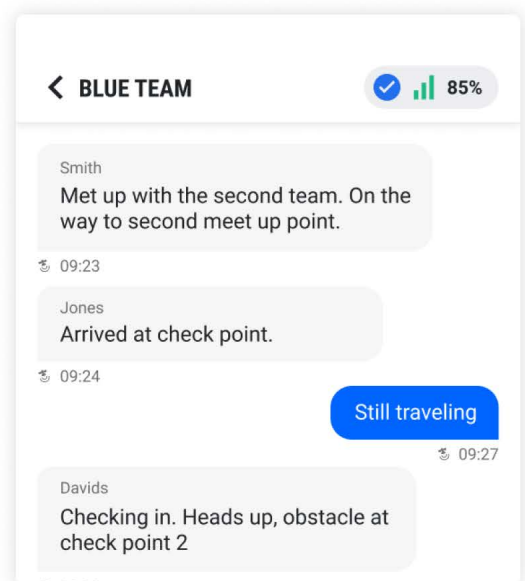 BLUE TEAM
85%
Smith
Met up with the second team. On the
way to second meet up point.
09:23
Jones
Arrived at check point.
09:24
Still traveling
09:27
Davids
Checking in. Heads up, obstacle at
check point 2